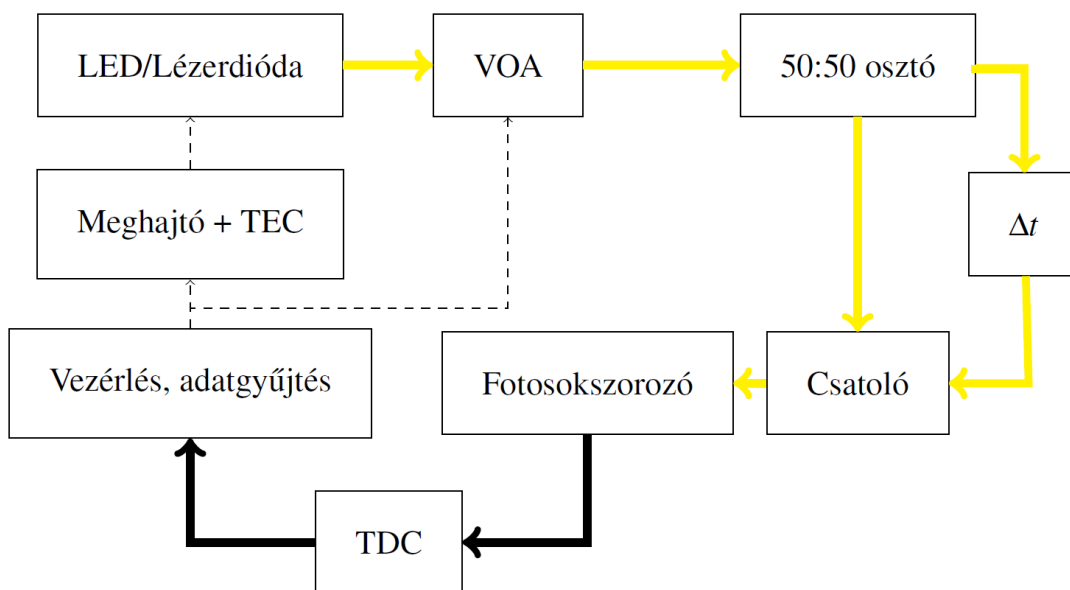 LED/Lézerdióda
VOA
50:50 osztó
Meghajtó + TEC
Δt
Vezérlés, adatgyűjtés
Fotosokszorozó
Csatoló
TDC